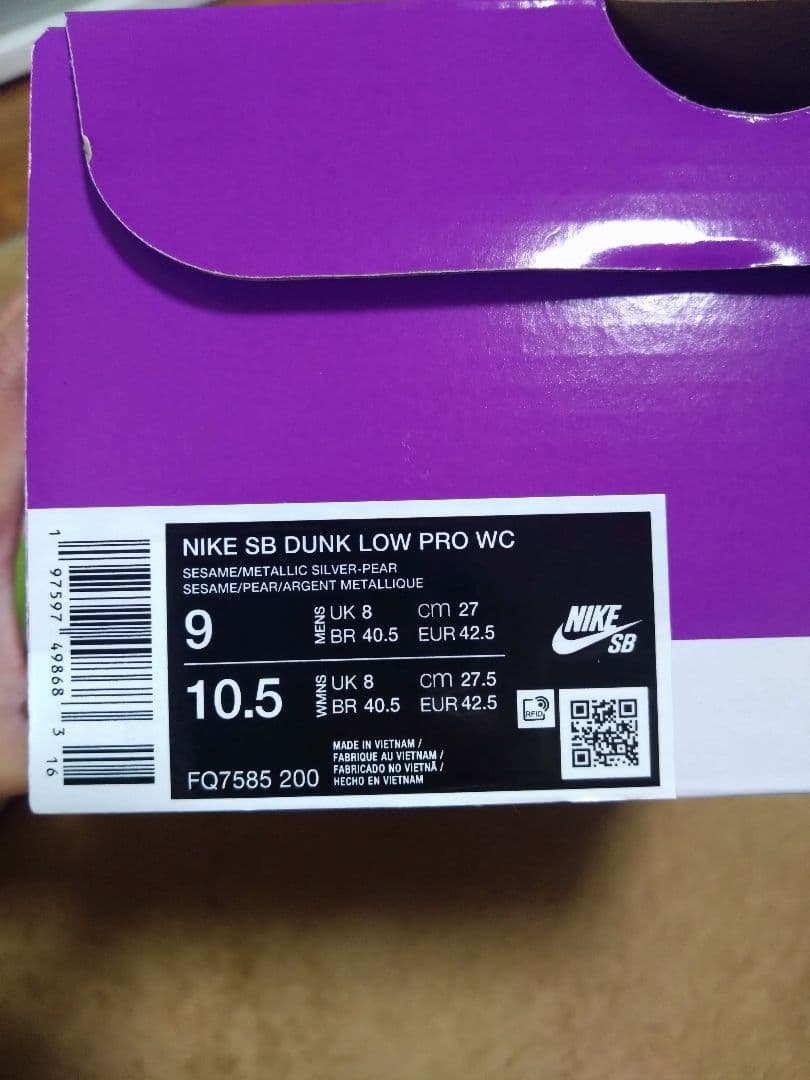 NIKE SB DUNK LOW PRO WC
SESAME/METALLIC SILVER-PEAR
SESAME/PEAR/ARGENT METALLIQUE
9 MENS UK 8 cm 27
BR 40.5 EUR 42.5
10.5 WMNS UK 8 cm 27.5
BR 40.5 EUR 42.5
NIKE
SB
RFID
MADE IN VIETNAM /
FABRIQUE AU VIETNAM /
FABRICADO NO VIETNÃ /
HECHO EN VIETNAM
FQ7585 200
1 97597 49868 3 16